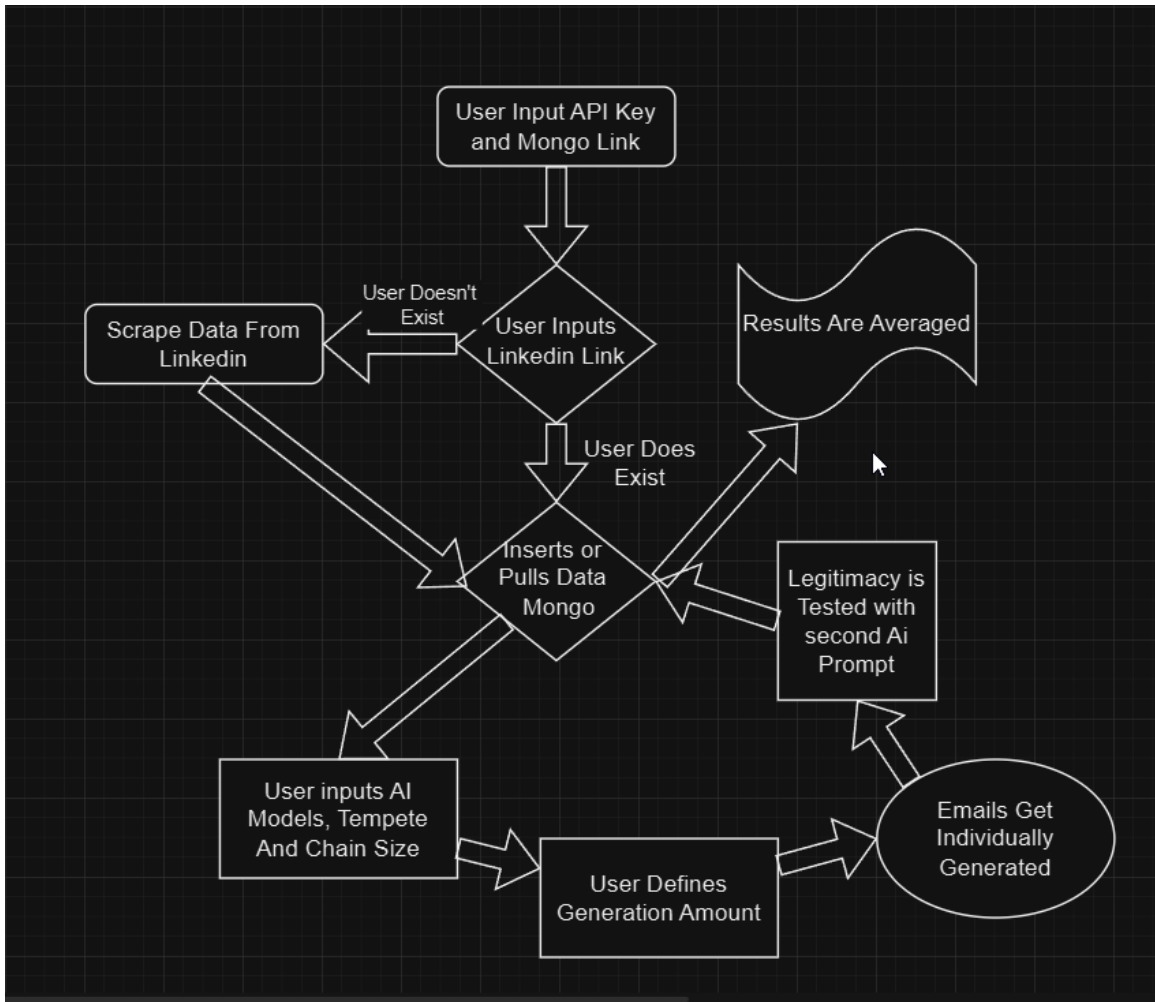 User Input API Key
and Mongo Link
User Doesn't
Exist
User Inputs
Linkedin Link
Scrape Data From
Linkedin
Results Are Averaged
User Does
Exist
Inserts or
Pulls Data
Mongo
Legitimacy is
Tested with
second Ai
Prompt
User inputs AI
Models, Tempete
And Chain Size
User Defines
Generation Amount
Emails Get
Individually
Generated